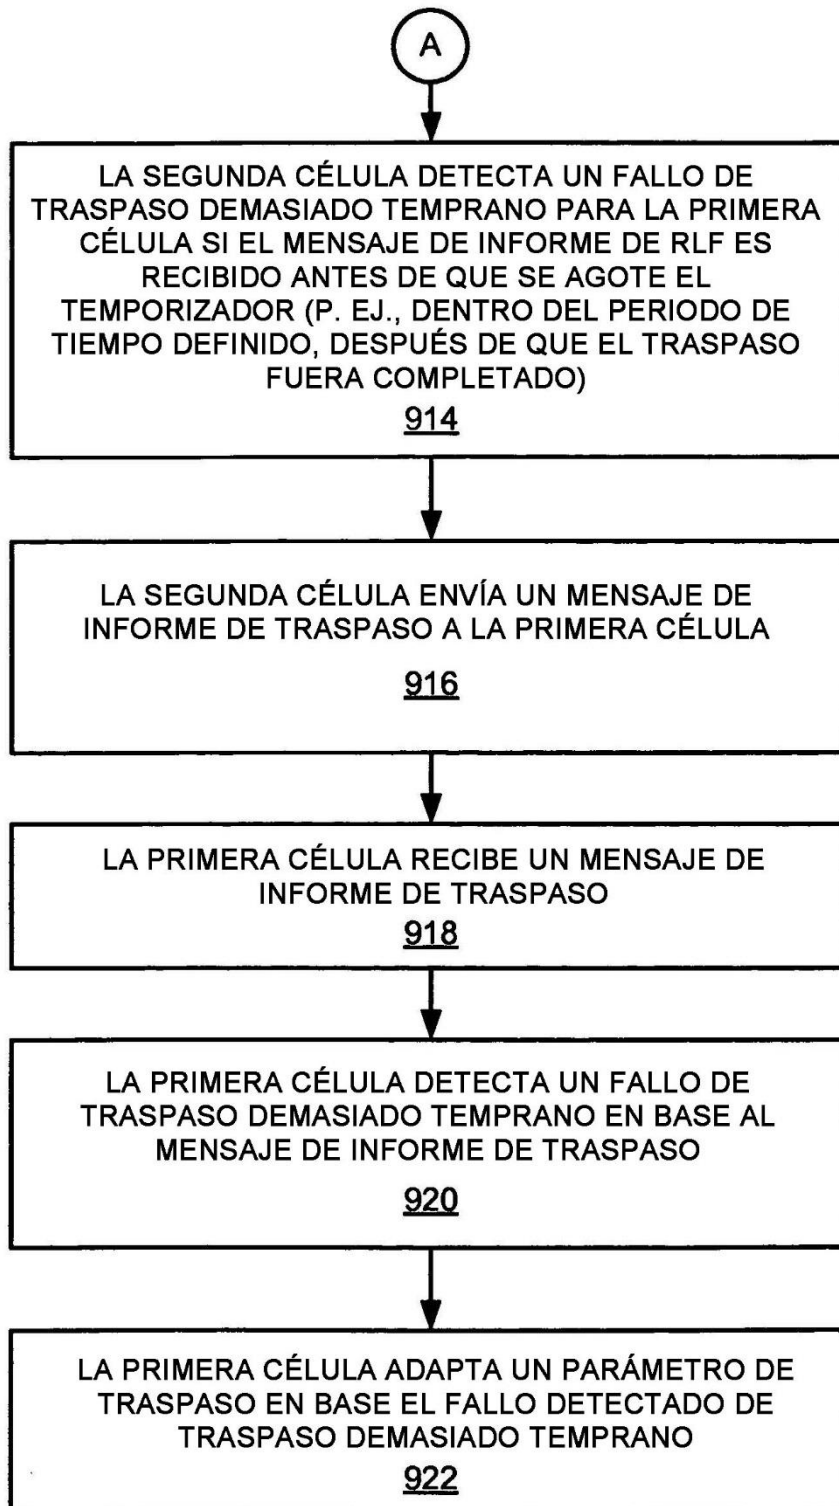 A
LA SEGUNDA CÉLULA DETECTA UN FALLO DE
TRASPASO DEMASIADO TEMPRANO PARA LA PRIMERA
CÉLULA SI EL MENSAJE DE INFORME DE RLF ES
RECIBIDO ANTES DE QUE SE AGOTE EL
TEMPORIZADOR (P. EJ., DENTRO DEL PERIODO DE
TIEMPO DEFINIDO, DESPUÉS DE QUE EL TRASPASO
FUERA COMPLETADO)
914
LA SEGUNDA CÉLULA ENVÍA UN MENSAJE DE
INFORME DE TRASPASO A LA PRIMERA CÉLULA
916
LA PRIMERA CÉLULA RECIBE UN MENSAJE DE
INFORME DE TRASPASO
918
LA PRIMERA CÉLULA DETECTA UN FALLO DE
TRASPASO DEMASIADO TEMPRANO EN BASE AL
MENSAJE DE INFORME DE TRASPASO
920
LA PRIMERA CÉLULA ADAPTA UN PARÁMETRO DE
TRASPASO EN BASE EL FALLO DETECTADO DE
TRASPASO DEMASIADO TEMPRANO
922